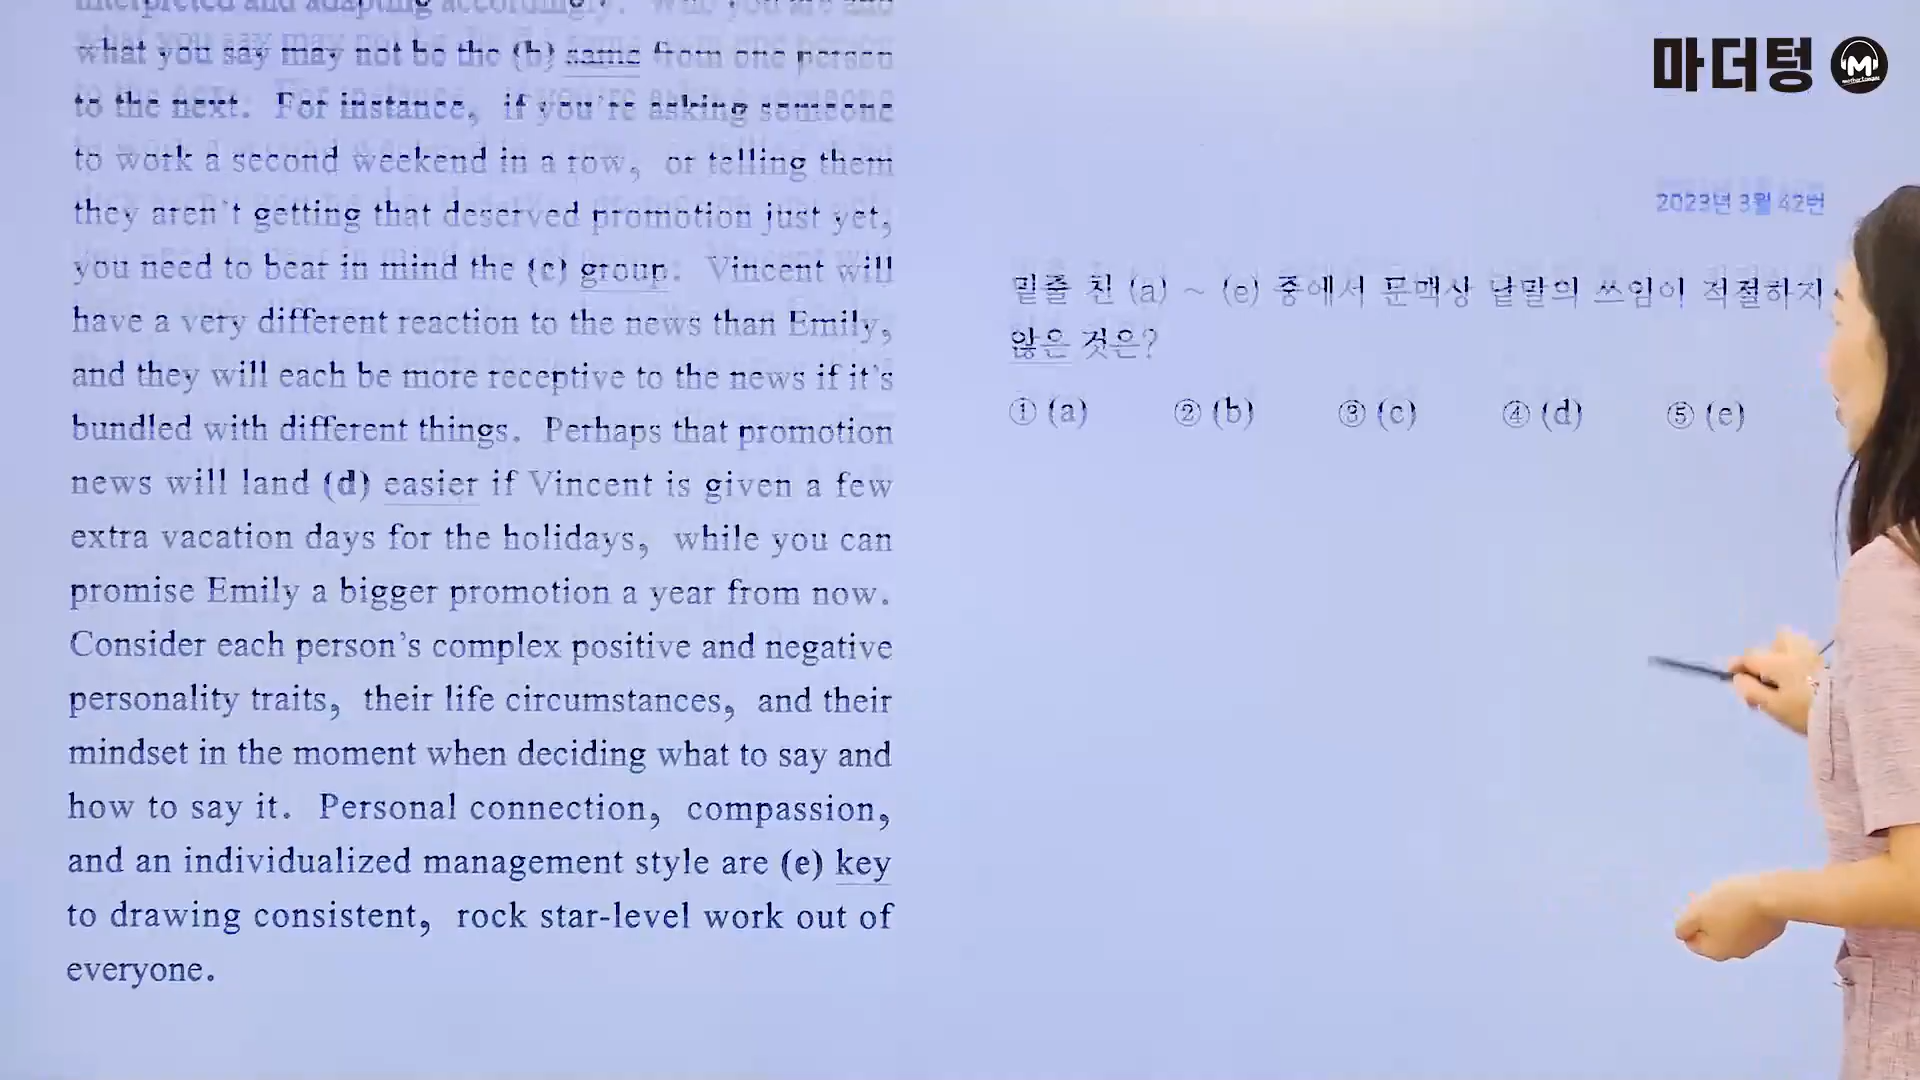 interpreted and adapting accordingly. Who you are and
what you say may not be the (b) same from one person
to the next. For instance, if you're asking someone
to work a second weekend in a row, or telling them
they aren't getting that deserved promotion just yet,
you need to bear in mind the (c) group. Vincent will
have a very different reaction to the news than Emily,
and they will each be more receptive to the news if it's
bundled with different things. Perhaps that promotion
news will land (d) easier if Vincent is given a few
extra vacation days for the holidays, while you can
promise Emily a bigger promotion a year from now.
Consider each person's complex positive and negative
personality traits, their life circumstances, and their
mindset in the moment when deciding what to say and
how to say it. Personal connection, compassion,
and an individualized management style are (e) key
to drawing consistent, rock star-level work out of
everyone.
마더텅
2023년 3월 42번
밑줄 친 (a) ~ (e) 중에서 문맥상 낱말의 쓰임이 적절하지
않은 것은?
① (a) ② (b) ③ (c) ④ (d) ⑤ (e)